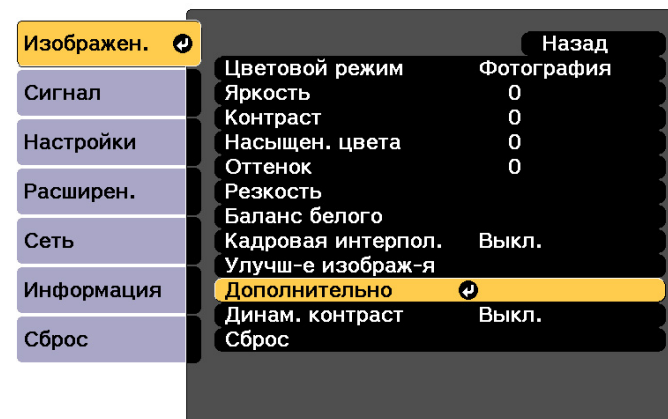 Изображен.
Сигнал
Настройки
Расширен.
Сеть
Информация
Сброс
Назад
Цветовой режим Фотография
Яркость 0
Контраст 0
Насыщен. цвета 0
Оттенок 0
Резкость
Баланс белого
Кадровая интерпол. Выкл.
Улучш-е изображ-я
Дополнительно
Динам. контраст Выкл.
Сброс